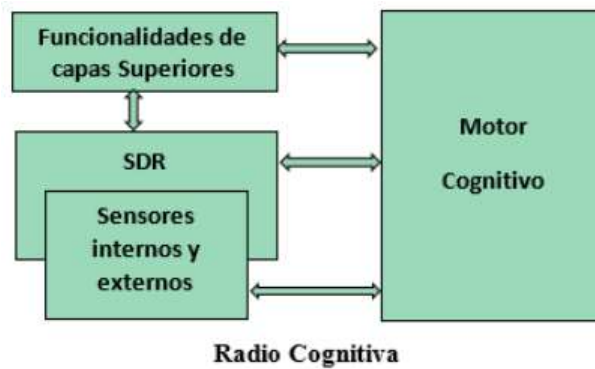 Funcionalidades de
capas Superiores
SDR
Sensores
internos y
externos
Motor
Cognitivo
Radio Cognitiva